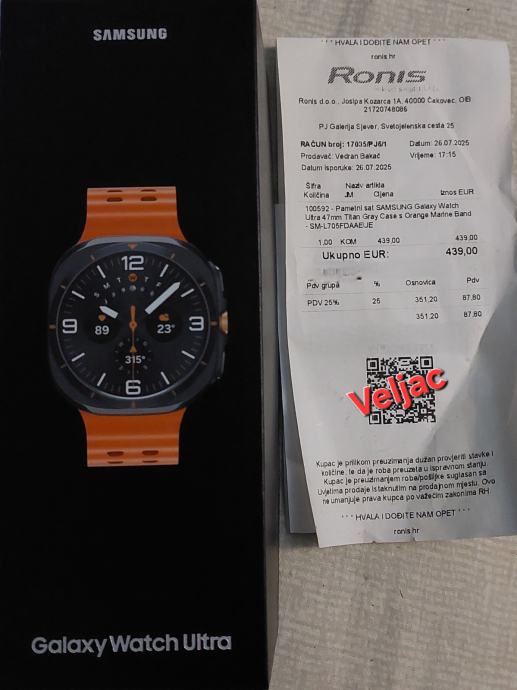 SAMSUNG
12
S M T W T F S
9
3
89
23°
315°
6
Galaxy Watch Ultra
*** HVALA I DOĐITE NAM OPET ***
ronis.hr
Ronis
Ronis d.o.o., Josipa Kozarca 1A, 40000 Čakovec, OIB
21720748086
PJ Galerija Sjever, Svetojelenska cesta 25
RAČUN broj: 17035/PJ6/1 Datum: 26.07.2025
Prodavač: Vedran Bakač Vrijeme: 17:15
Datum isporuke: 26.07.2025
Šifra Naziv artikla
Količina JM Cijena Iznos EUR
100592 - Pametni sat SAMSUNG Galaxy Watch
Ultra 47mm Titan Gray Case s Orange Marine Band
- SM-L705FDAAEUE
1,00 KOM 439,00 439,00
Ukupno EUR: 439,00
Pdv grupa % Osnovica Pdv
PDV 25% 25 351,20 87,80
351,20 87,80
Veljac
Kupac je prilikom preuzimanja dužan provjeriti stavke i
količine, te da je roba preuzeta u ispravnom stanju.
Kupac je preuzimanjem robe/pošiljke suglasan sa
Uvjetima prodaje istaknutim na prodajnom mjestu. Ovo
ne umanjuje prava kupca po važećim zakonima RH.
*** HVALA I DOĐITE NAM OPET ***
ronis.hr